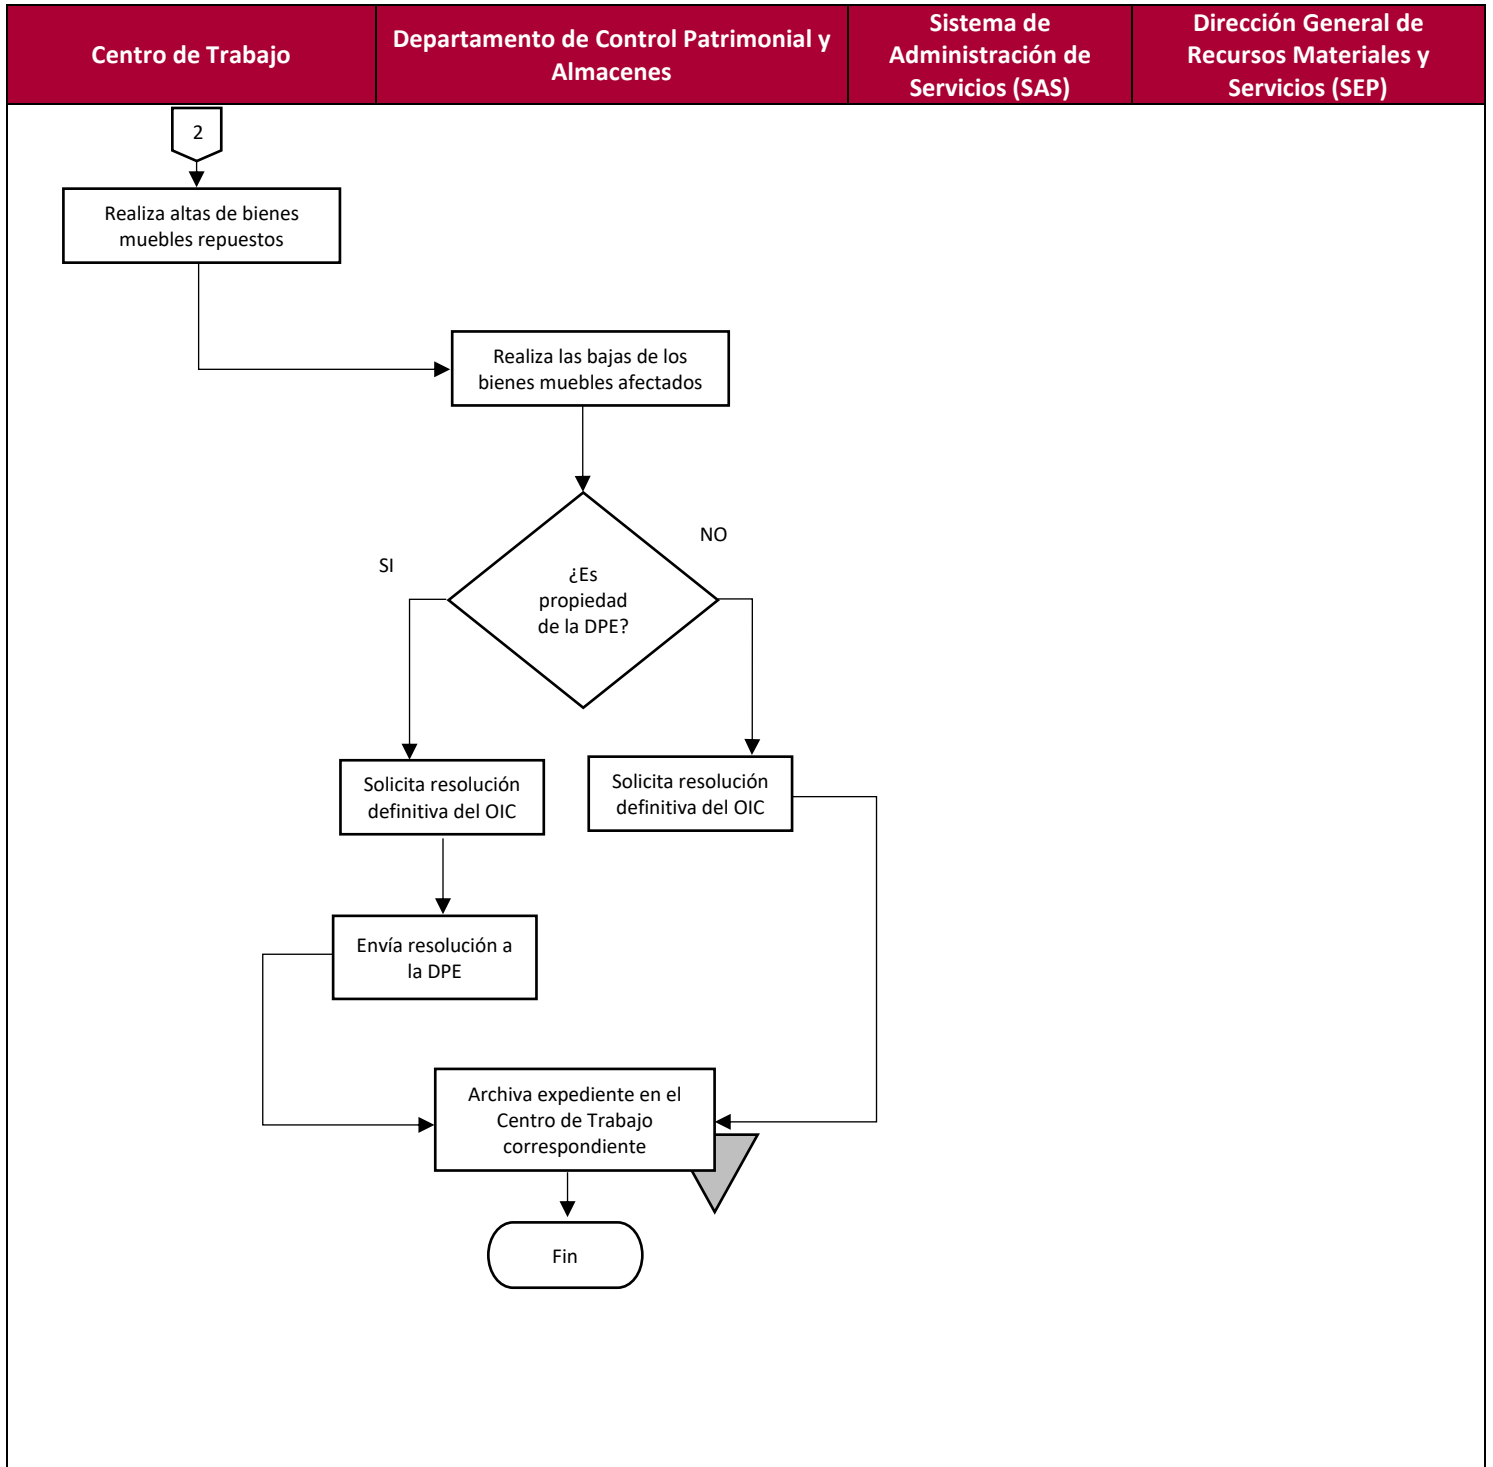 Centro de Trabajo
Departamento de Control Patrimonial y
Almacenes
Sistema de
Administración de
Servicios (SAS)
Dirección General de
Recursos Materiales y
Servicios (SEP)
2
Realiza altas de bienes
muebles repuestos
Realiza las bajas de los
bienes muebles afectados
SI
NO
¿Es
propiedad
de la DPE?
Solicita resolución
definitiva del OIC
Solicita resolución
definitiva del OIC
Envía resolución a
la DPE
Archiva expediente en el
Centro de Trabajo
correspondiente
Fin